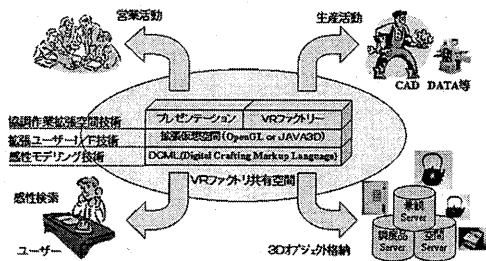 営業活動
生産活動
CAD DATA等
プレゼンテーション VRファクトリー
協調作業拡張空間技術
拡張ユーザーI/F技術 拡張仮想空間(OpenGL or JAVA3D)
感性モデリング技術 DCML(Digital Crafting Markup Language)
VRファクトリ共有空間
感性検索
ユーザー
3Dオブジェクト格納
景観
Server
調度品
Server
空間
Server